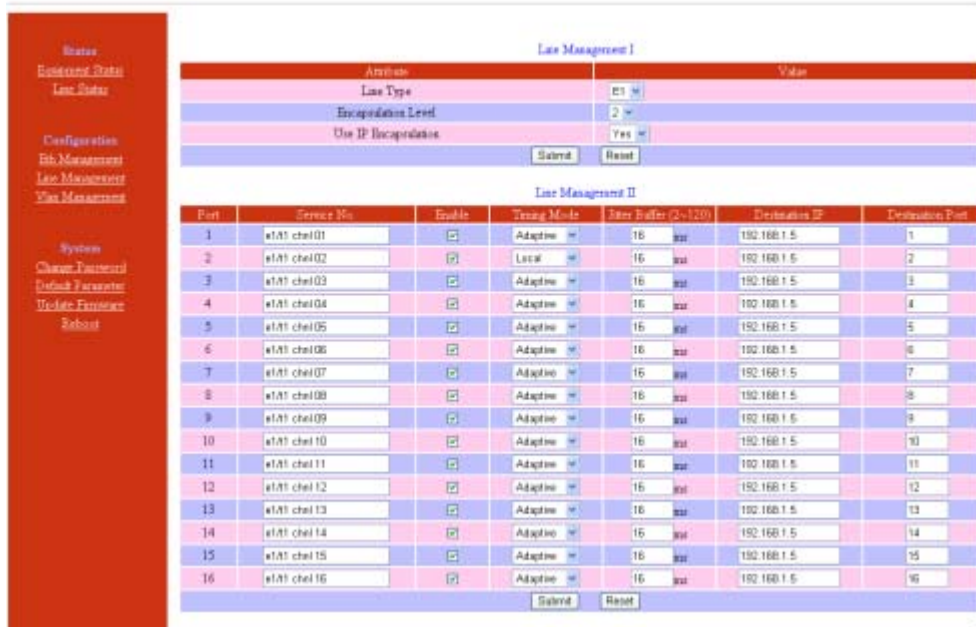 Status
Equipment Status
Line Status
Configuration
Eth Management
Line Management
Vlan Management
System
Change Password
Default Parameter
Update Firmware
Reboot
Line Management I
Attribute Value
Line Type E1
Encapsulation Level 2
Use IP Encapsulation Yes
Submit Reset
Line Management II
Port Service No. Enable Timing Mode Jitter Buffer (2~120) Destination IP Destination Port
1 e1/t1 chnl 01 Adaptive 16 ms 192.168.1.5 1
2 e1/t1 chnl 02 Local 16 ms 192.168.1.5 2
3 e1/t1 chnl 03 Adaptive 16 ms 192.168.1.5 3
4 e1/t1 chnl 04 Adaptive 16 ms 192.168.1.5 4
5 e1/t1 chnl 05 Adaptive 16 ms 192.168.1.5 5
6 e1/t1 chnl 06 Adaptive 16 ms 192.168.1.5 6
7 e1/t1 chnl 07 Adaptive 16 ms 192.168.1.5 7
8 e1/t1 chnl 08 Adaptive 16 ms 192.168.1.5 8
9 e1/t1 chnl 09 Adaptive 16 ms 192.168.1.5 9
10 e1/t1 chnl 10 Adaptive 16 ms 192.168.1.5 10
11 e1/t1 chnl 11 Adaptive 16 ms 192.168.1.5 11
12 e1/t1 chnl 12 Adaptive 16 ms 192.168.1.5 12
13 e1/t1 chnl 13 Adaptive 16 ms 192.168.1.5 13
14 e1/t1 chnl 14 Adaptive 16 ms 192.168.1.5 14
15 e1/t1 chnl 15 Adaptive 16 ms 192.168.1.5 15
16 e1/t1 chnl 16 Adaptive 16 ms 192.168.1.5 16
Submit Reset